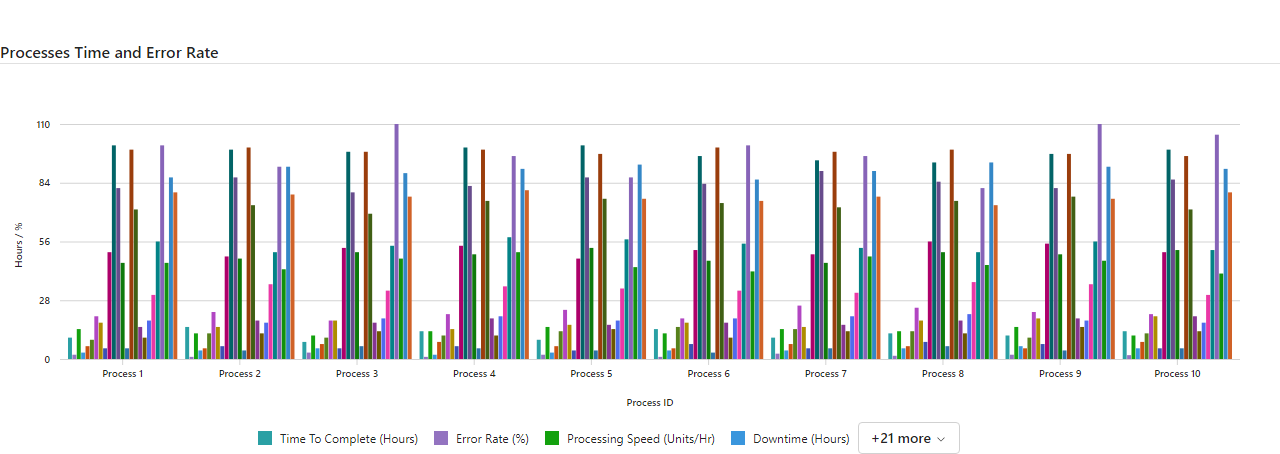 Processes Time and Error Rate
110
84
56
28
0
Hours / %
Process 1 Process 2 Process 3 Process 4 Process 5 Process 6 Process 7 Process 8 Process 9 Process 10
Process ID
Time To Complete (Hours) Error Rate (%) Processing Speed (Units/Hr) Downtime (Hours) +21 more